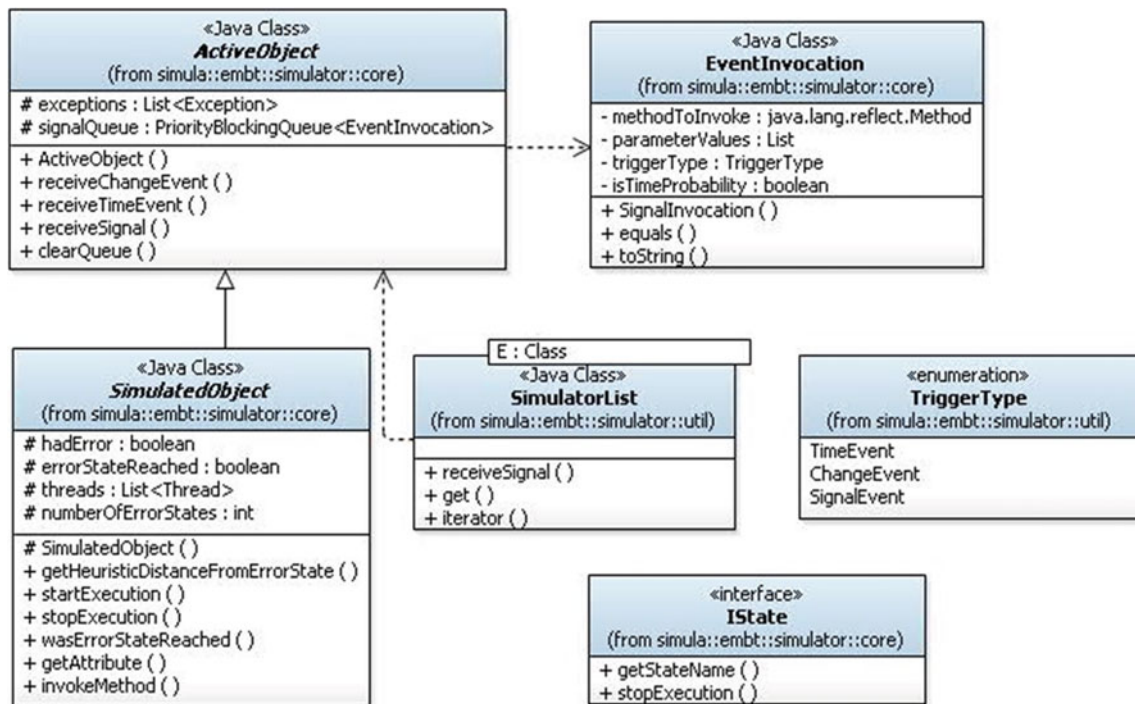 «Java Class»
ActiveObject
(from simula::embt::simulator::core)
# exceptions : List<Exception>
# signalQueue : PriorityBlockingQueue<EventInvocation>
+ ActiveObject ( )
+ receiveChangeEvent ( )
+ receiveTimeEvent ( )
+ receiveSignal ( )
+ clearQueue ( )
«Java Class»
EventInvocation
(from simula::embt::simulator::core)
- methodToInvoke : java.lang.reflect.Method
- parameterValues : List
- triggerType : TriggerType
- isTimeProbability : boolean
+ SignalInvocation ( )
+ equals ( )
+ toString ( )
«Java Class»
SimulatedObject
(from simula::embt::simulator::core)
# hadError : boolean
# errorStateReached : boolean
# threads : List<Thread>
# numberOfErrorStates : int
# SimulatedObject ( )
+ getHeuristicDistanceFromErrorState ( )
+ startExecution ( )
+ stopExecution ( )
+ wasErrorStateReached ( )
+ getAttribute ( )
+ invokeMethod ( )
E : Class
«Java Class»
SimulatorList
(from simula::embt::simulator::util)
+ receiveSignal ( )
+ get ( )
+ iterator ( )
«enumeration»
TriggerType
(from simula::embt::simulator::util)
TimeEvent
ChangeEvent
SignalEvent
«interface»
IState
(from simula::embt::simulator::core)
+ getStateName ( )
+ stopExecution ( )